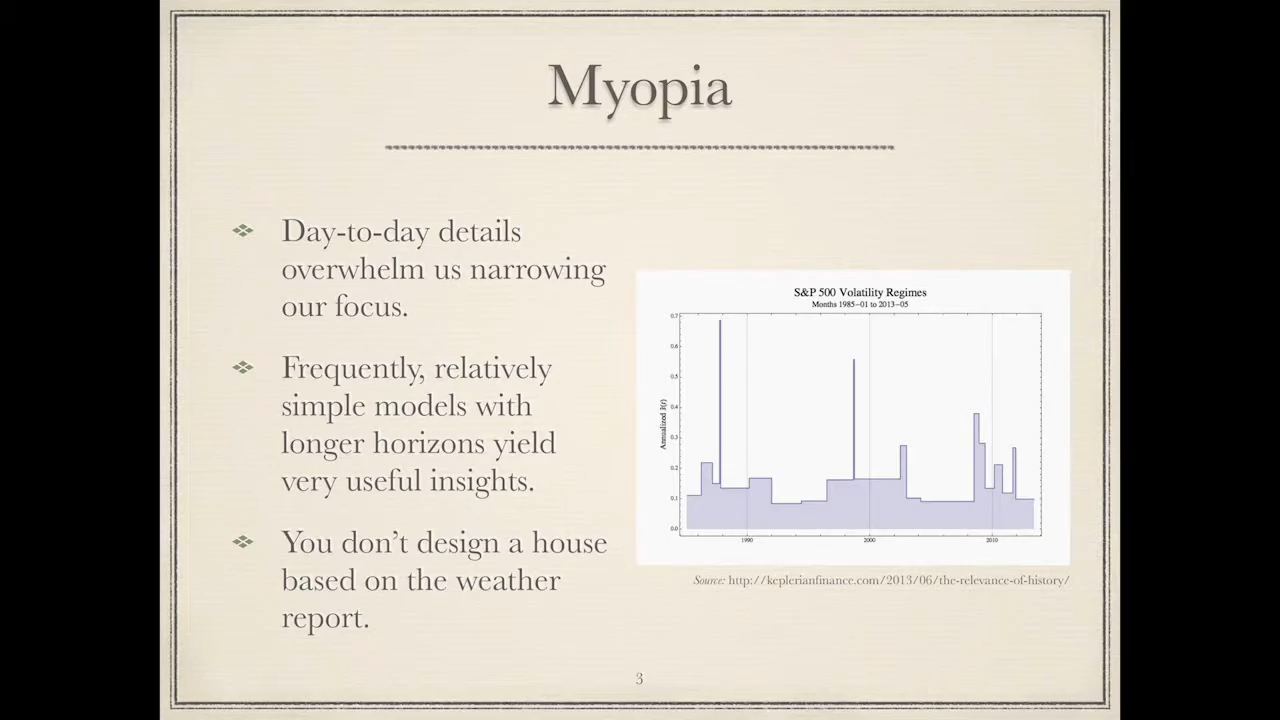 Myopia
Day-to-day details
overwhelm us narrowing
our focus.
Frequently, relatively
simple models with
longer horizons yield
very useful insights.
You don’t design a house
based on the weather
report.
S&P 500 Volatility Regimes
Months 1985–01 to 2013–05
Annualized λ(t)
0.7
0.6
0.5
0.4
0.3
0.2
0.1
0.0
1990
2000
2010
Source: http://keplerianfinance.com/2013/06/the-relevance-of-history/
3